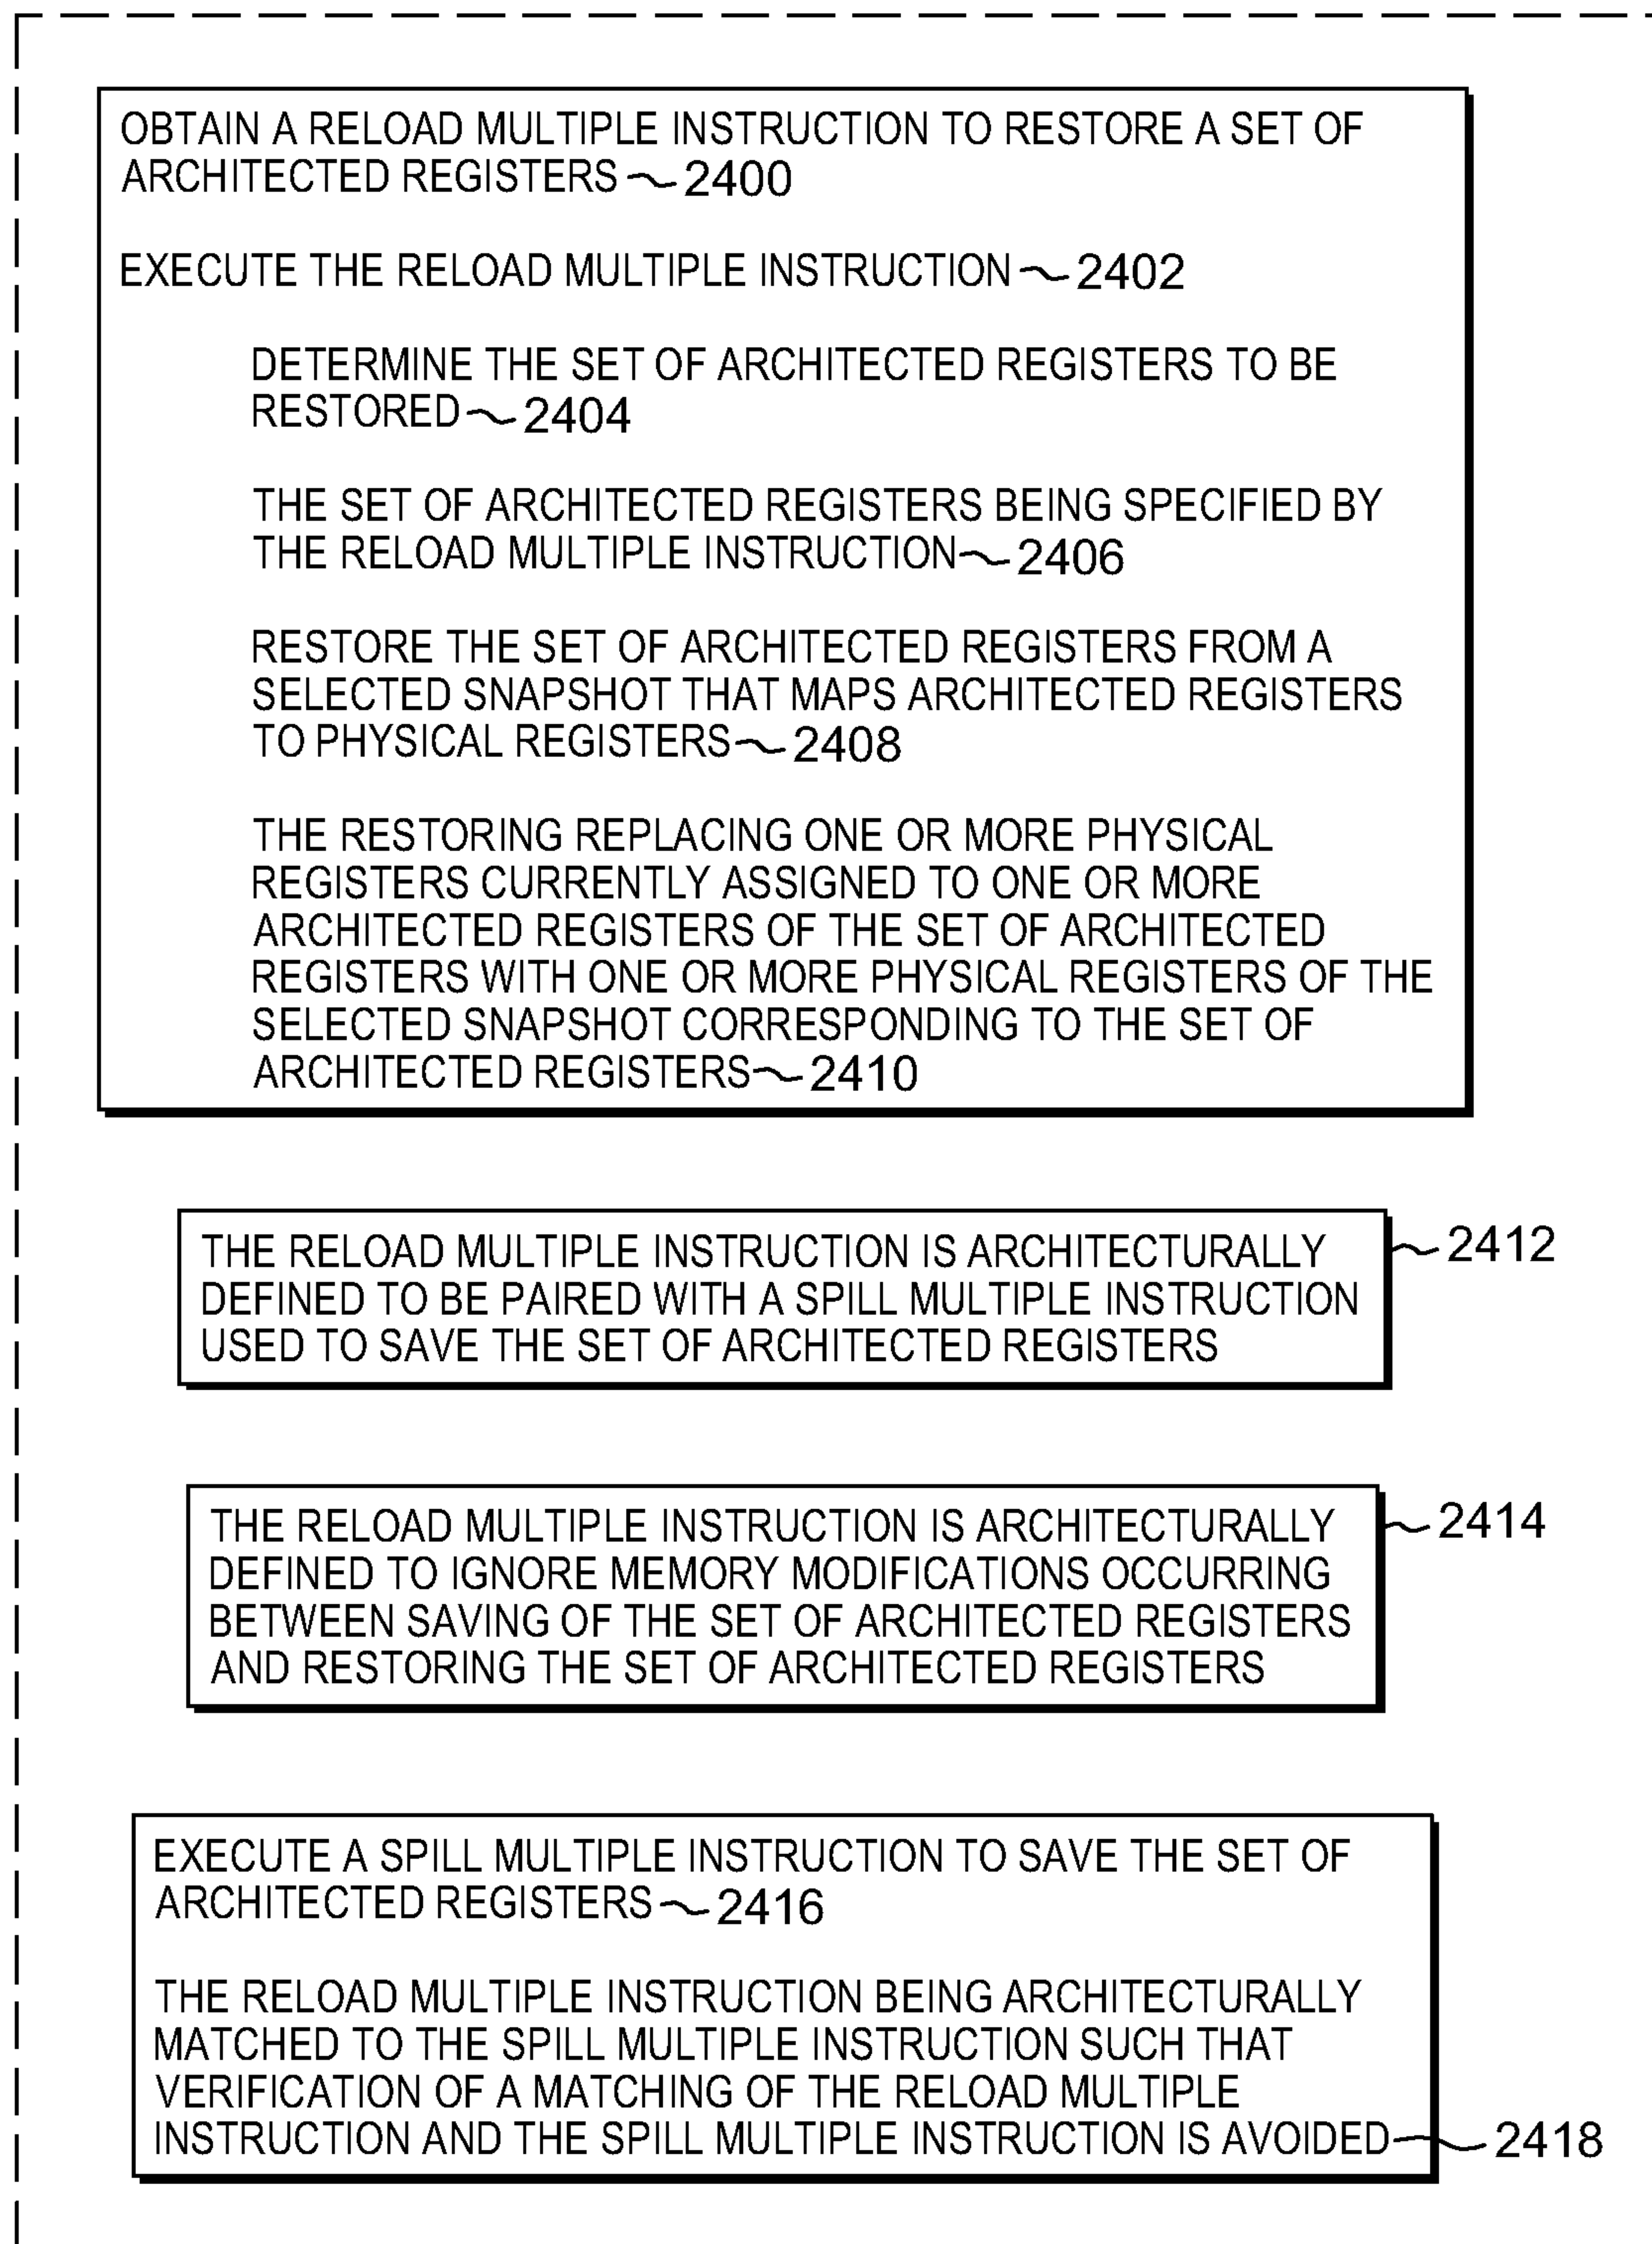 OBTAIN A RELOAD MULTIPLE INSTRUCTION TO RESTORE A SET OF
ARCHITECTED REGISTERS 2400
EXECUTE THE RELOAD MULTIPLE INSTRUCTION 2402
DETERMINE THE SET OF ARCHITECTED REGISTERS TO BE
RESTORED 2404
THE SET OF ARCHITECTED REGISTERS BEING SPECIFIED BY
THE RELOAD MULTIPLE INSTRUCTION 2406
RESTORE THE SET OF ARCHITECTED REGISTERS FROM A
SELECTED SNAPSHOT THAT MAPS ARCHITECTED REGISTERS
TO PHYSICAL REGISTERS 2408
THE RESTORING REPLACING ONE OR MORE PHYSICAL
REGISTERS CURRENTLY ASSIGNED TO ONE OR MORE
ARCHITECTED REGISTERS OF THE SET OF ARCHITECTED
REGISTERS WITH ONE OR MORE PHYSICAL REGISTERS OF THE
SELECTED SNAPSHOT CORRESPONDING TO THE SET OF
ARCHITECTED REGISTERS 2410
THE RELOAD MULTIPLE INSTRUCTION IS ARCHITECTURALLY 2412
DEFINED TO BE PAIRED WITH A SPILL MULTIPLE INSTRUCTION
USED TO SAVE THE SET OF ARCHITECTED REGISTERS
THE RELOAD MULTIPLE INSTRUCTION IS ARCHITECTURALLY 2414
DEFINED TO IGNORE MEMORY MODIFICATIONS OCCURRING
BETWEEN SAVING OF THE SET OF ARCHITECTED REGISTERS
AND RESTORING THE SET OF ARCHITECTED REGISTERS
EXECUTE A SPILL MULTIPLE INSTRUCTION TO SAVE THE SET OF
ARCHITECTED REGISTERS 2416
THE RELOAD MULTIPLE INSTRUCTION BEING ARCHITECTURALLY
MATCHED TO THE SPILL MULTIPLE INSTRUCTION SUCH THAT
VERIFICATION OF A MATCHING OF THE RELOAD MULTIPLE
INSTRUCTION AND THE SPILL MULTIPLE INSTRUCTION IS AVOIDED 2418